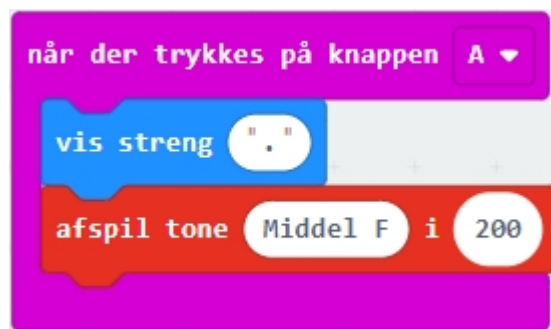 når der trykkes på knappen A
vis streng "."
afspil tone Middel F i 200